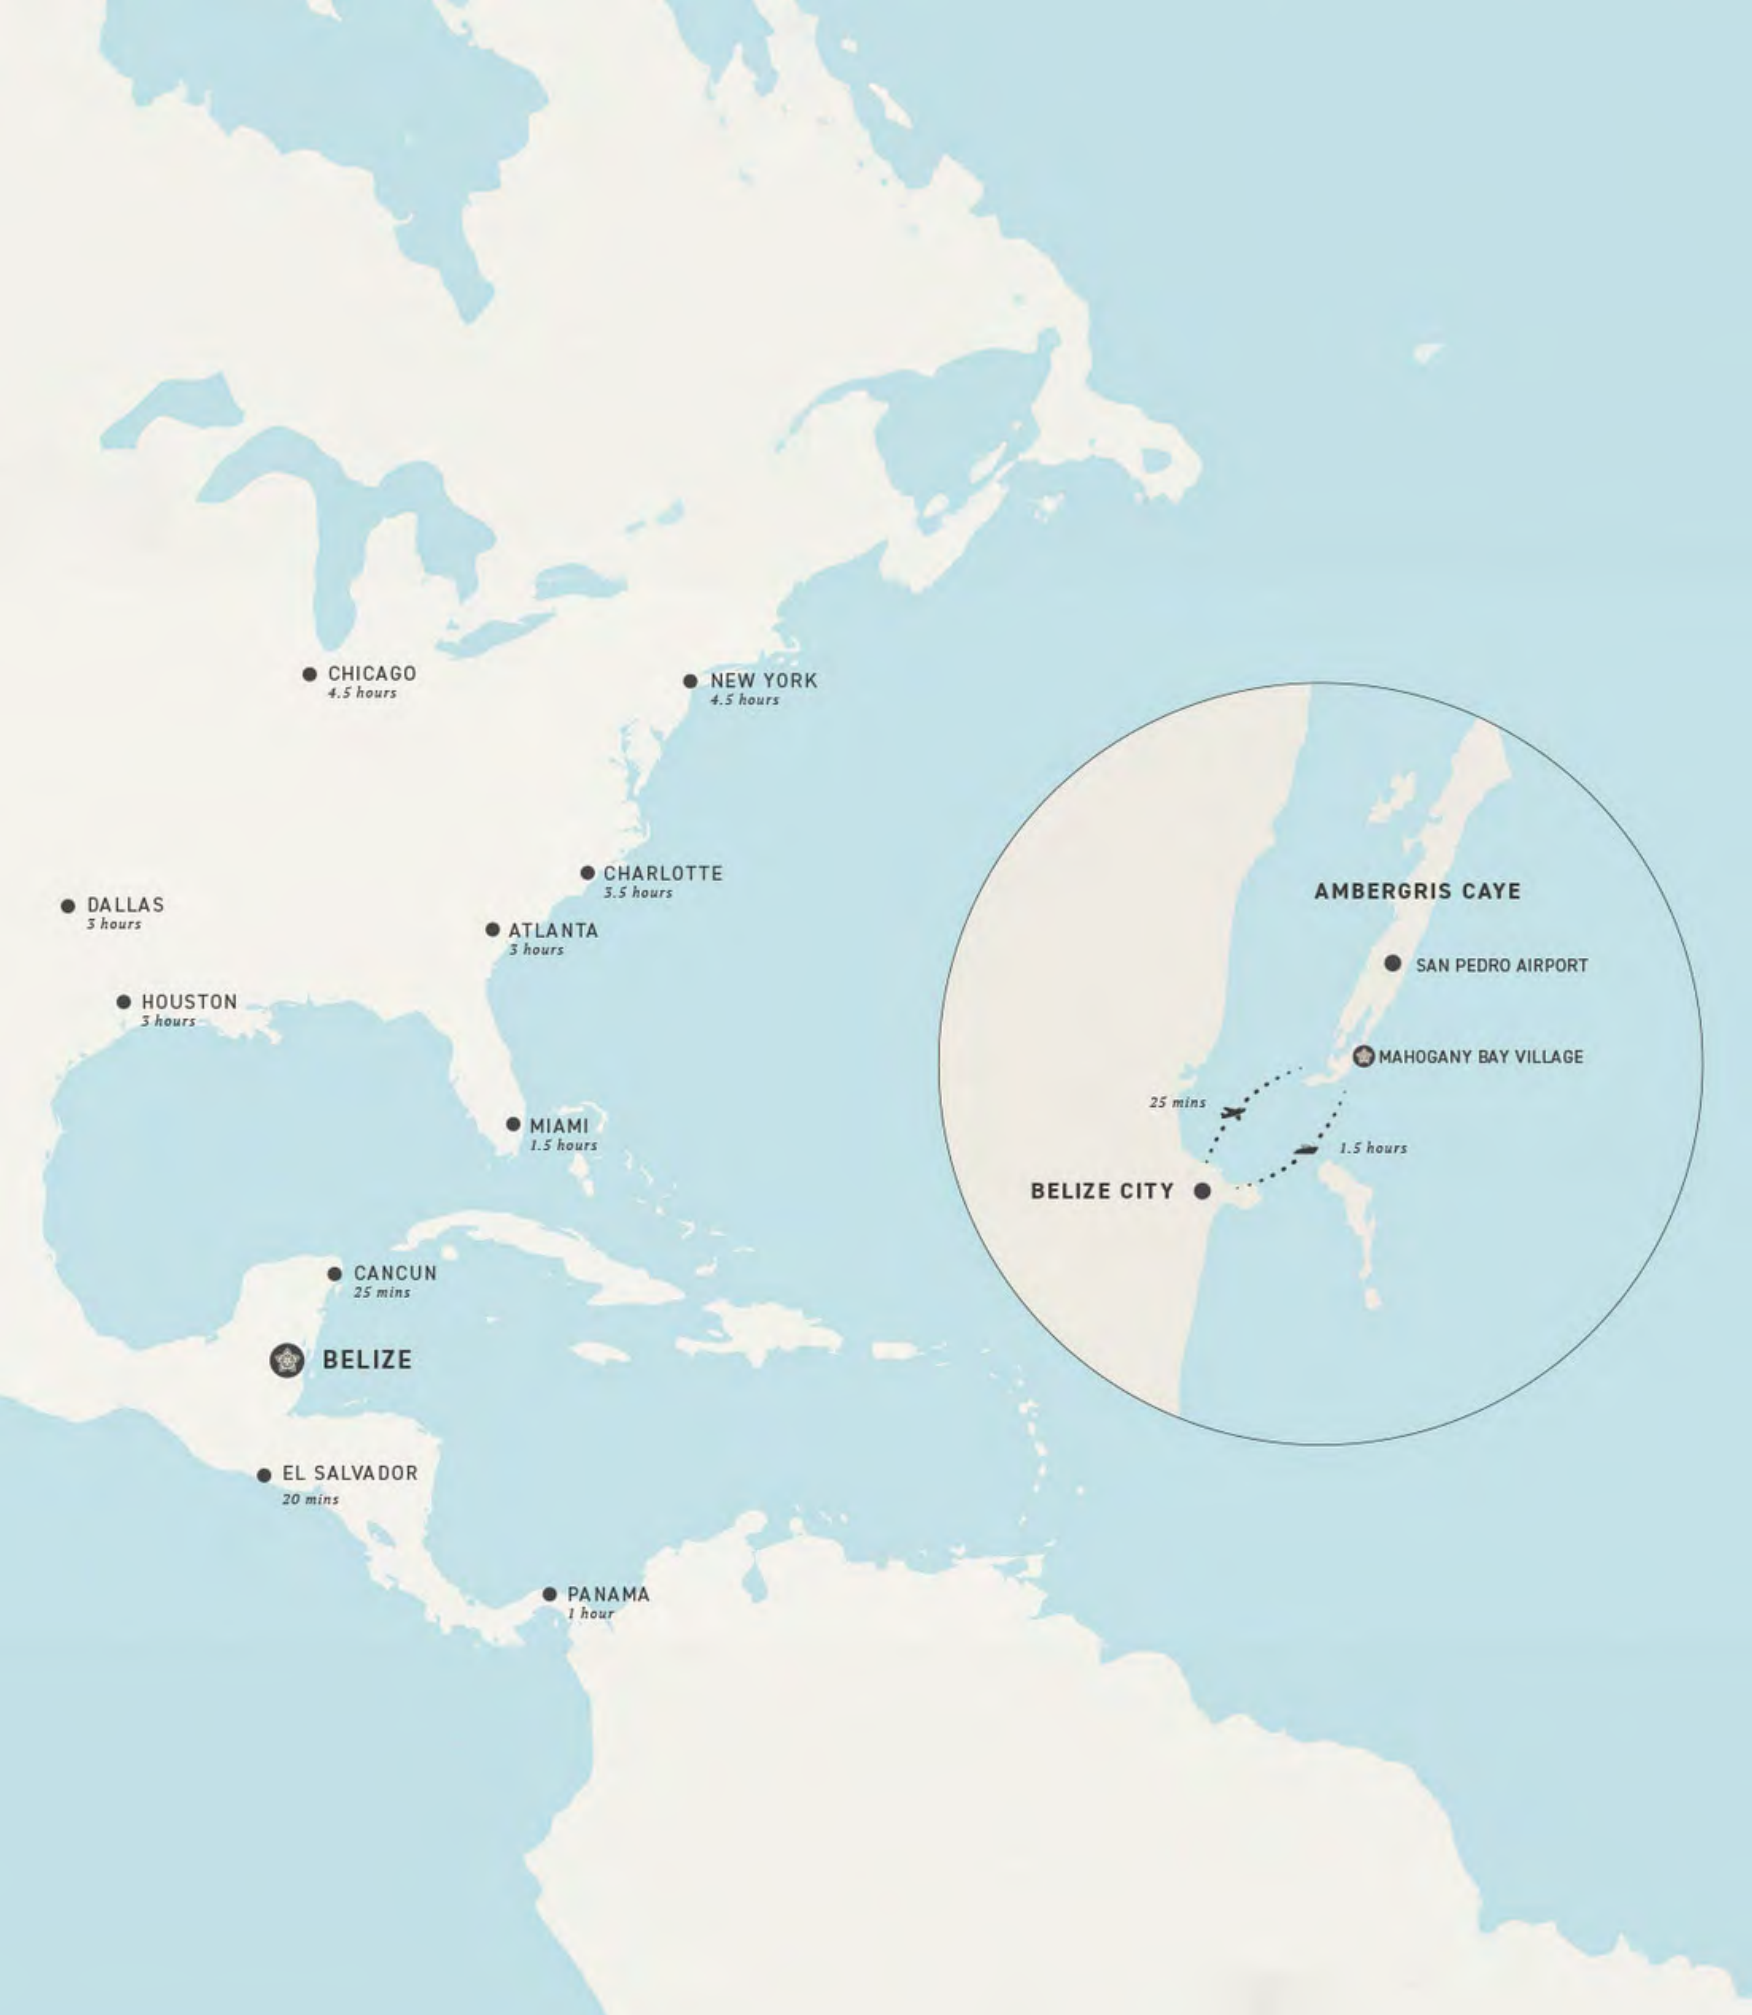 CHICAGO
4.5 hours
NEW YORK
4.5 hours
CHARLOTTE
3.5 hours
DALLAS
3 hours
ATLANTA
3 hours
HOUSTON
3 hours
MIAMI
1.5 hours
CANCUN
25 mins
BELIZE
EL SALVADOR
20 mins
PANAMA
1 hour
AMBERGRIS CAYE
SAN PEDRO AIRPORT
MAHOGANY BAY VILLAGE
25 mins
1.5 hours
BELIZE CITY